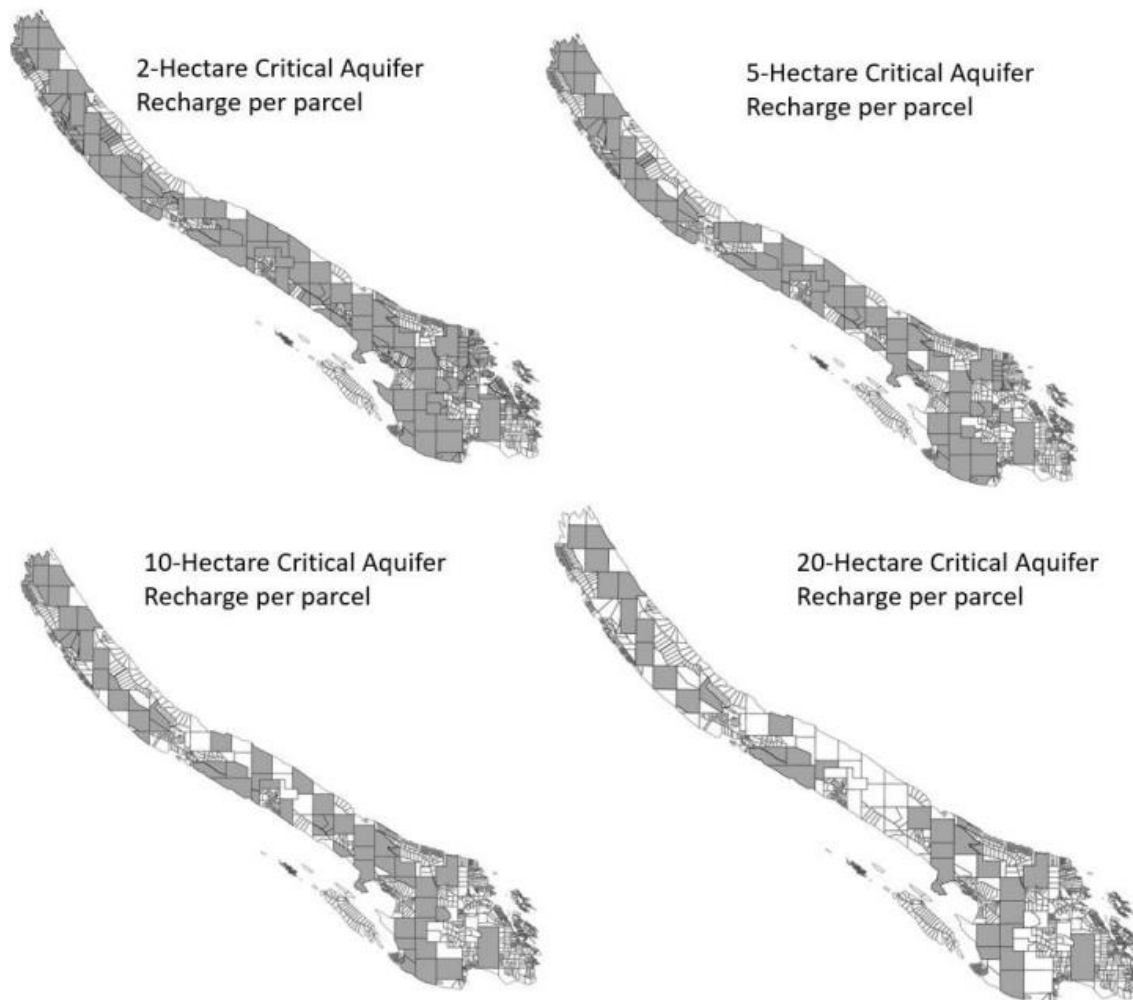 2-Hectare Critical Aquifer
Recharge per parcel
5-Hectare Critical Aquifer
Recharge per parcel
10-Hectare Critical Aquifer
Recharge per parcel
20-Hectare Critical Aquifer
Recharge per parcel